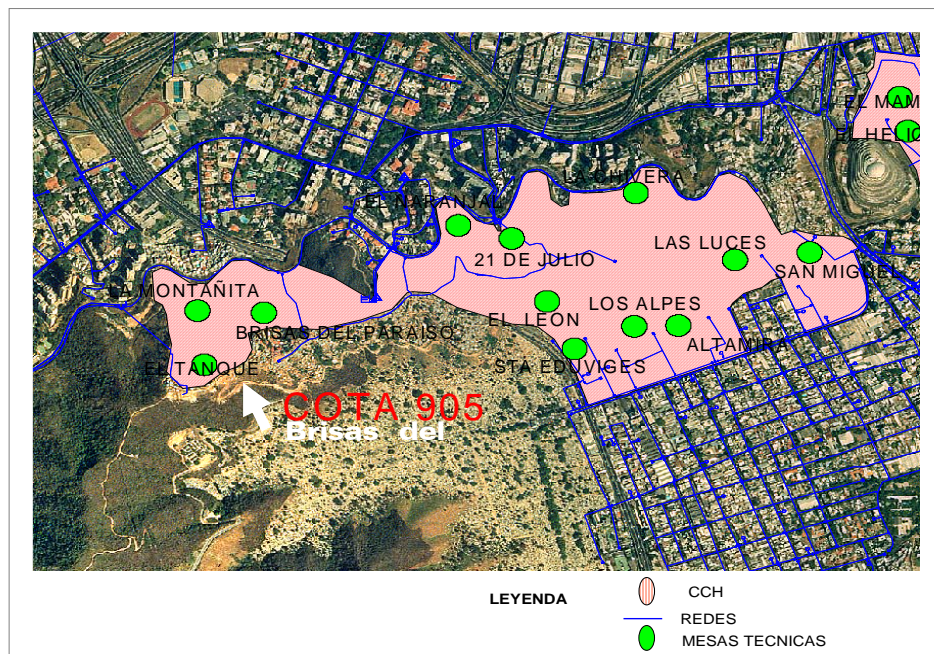 EL MAM
EL HELIC
LA CHIVERA
EL NARANJAL
21 DE JULIO
LAS LUCES
SAN MIGUEL
LA MONTAÑITA
BRISAS DEL PARAISO
EL LEON
LOS ALPES
ALTAMIRA
STA EDUVIGES
EL TANQUE
COTA 905
Brisas del
LEYENDA
CCH
REDES
MESAS TECNICAS